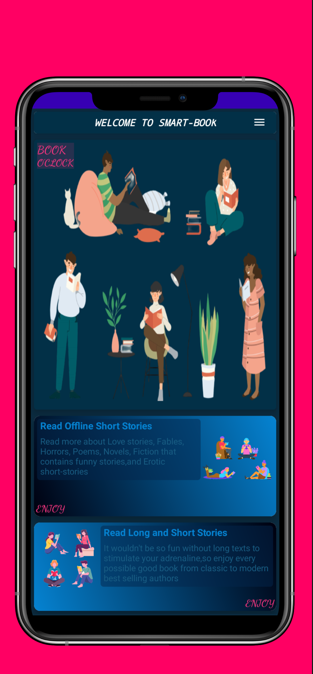 WELCOME TO SMART-BOOK
BOOK
OCLOCK
Read Offline Short Stories
Read more about Love stories, Fables,
Horrors, Poems, Novels, Fiction that
contains funny stories,and Erotic
short-stories
ENJOY
Read Long and Short Stories
It wouldn't be so fun without long texts to
stimulate your adrenaline,so enjoy every
possible good book from classic to modern
best selling authors
ENJOY